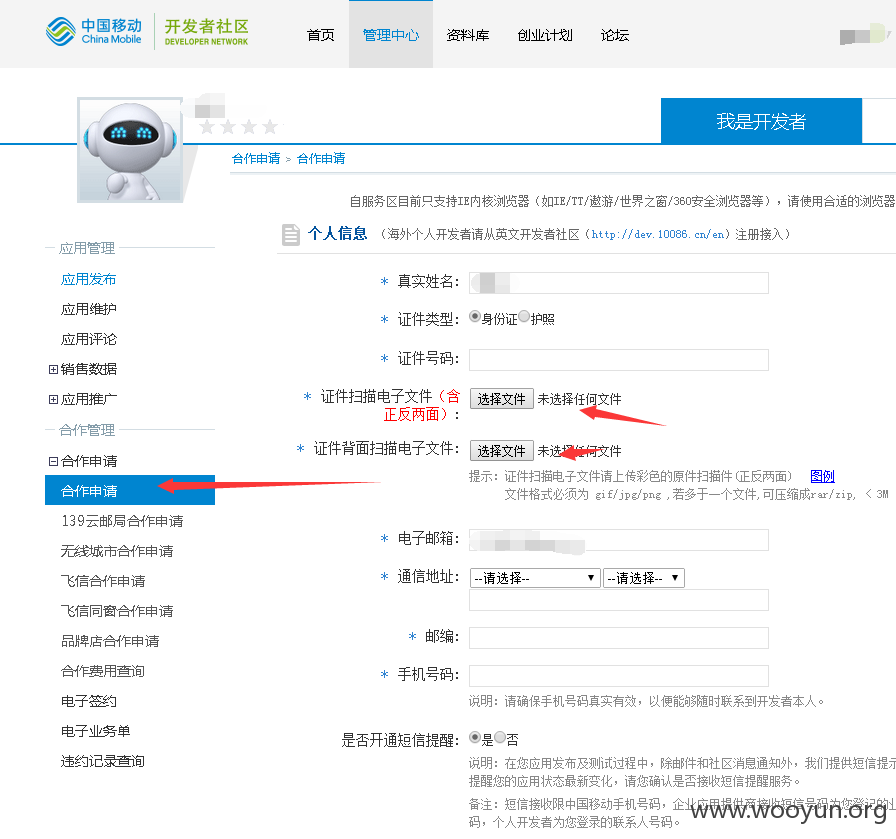 中国移动 China Mobile 开发者社区 DEVELOPER NETWORK
首页 管理中心 资料库 创业计划 论坛
我是开发者
合作申请 > 合作申请
自服务区目前只支持IE内核浏览器（如IE/TT/遨游/世界之窗/360安全浏览器等），请使用合适的浏览器
个人信息 （海外个人开发者请从英文开发者社区（http://dev.10086.cn/en）注册接入）
应用管理
应用发布
应用维护
应用评论
销售数据
应用推广
合作管理
合作申请
合作申请
139云邮局合作申请
无线城市合作申请
飞信合作申请
飞信同窗合作申请
品牌店合作申请
合作费用查询
电子签约
电子业务单
违约记录查询
* 真实姓名:
* 证件类型: 身份证 护照
* 证件号码:
* 证件扫描电子文件（含
正反两面）: 选择文件 未选择任何文件
* 证件背面扫描电子文件: 选择文件 未选择任何文件
提示: 证件扫描电子文件请上传彩色的原件扫描件(正反两面) 图例
文件格式必须为 gif/jpg/png ,若多于一个文件,可压缩成rar/zip, < 3M
* 电子邮箱:
* 通信地址: --请选择-- --请选择--
* 邮编:
* 手机号码:
说明: 请确保手机号码真实有效，以便能够随时联系到开发者本人。
是否开通短信提醒: 是 否
说明: 在您应用发布及测试过程中，除邮件和社区消息通知外，我们提供短信提示
提醒您的应用状态最新变化，请您确认是否接收短信提醒服务。
备注: 短信接收限中国移动手机号码，企业应用提供商接收短信号码为您登记的业
码，个人开发者为您登录的联系人号码。
www.wooyun.org